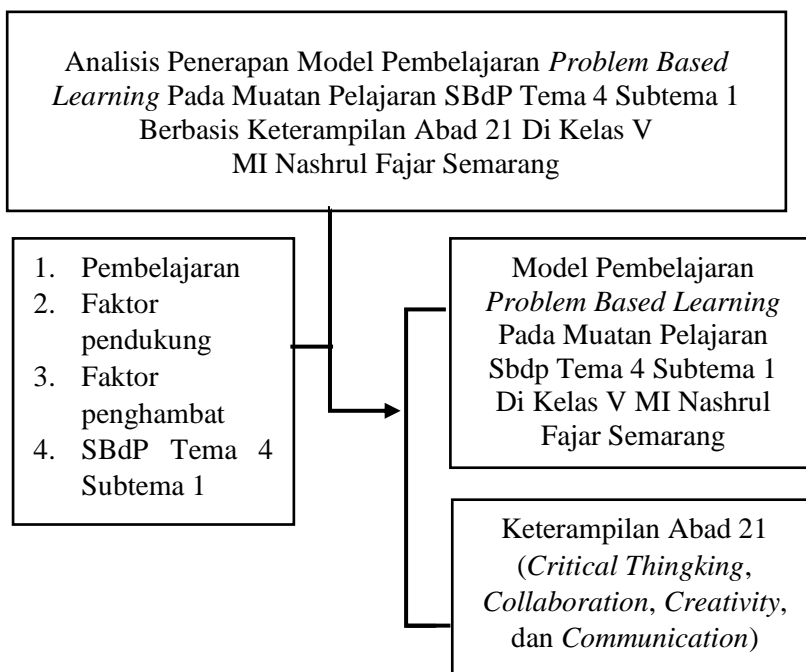 Analisis Penerapan Model Pembelajaran Problem Based
Learning Pada Muatan Pelajaran SBdP Tema 4 Subtema 1
Berbasis Keterampilan Abad 21 Di Kelas V
MI Nashrul Fajar Semarang
1. Pembelajaran
2. Faktor
pendukung
3. Faktor
penghambat
4. SBdP Tema 4
Subtema 1
Model Pembelajaran
Problem Based Learning
Pada Muatan Pelajaran
Sbdp Tema 4 Subtema 1
Di Kelas V MI Nashrul
Fajar Semarang
Keterampilan Abad 21
(Critical Thingking,
Collaboration, Creativity,
dan Communication)